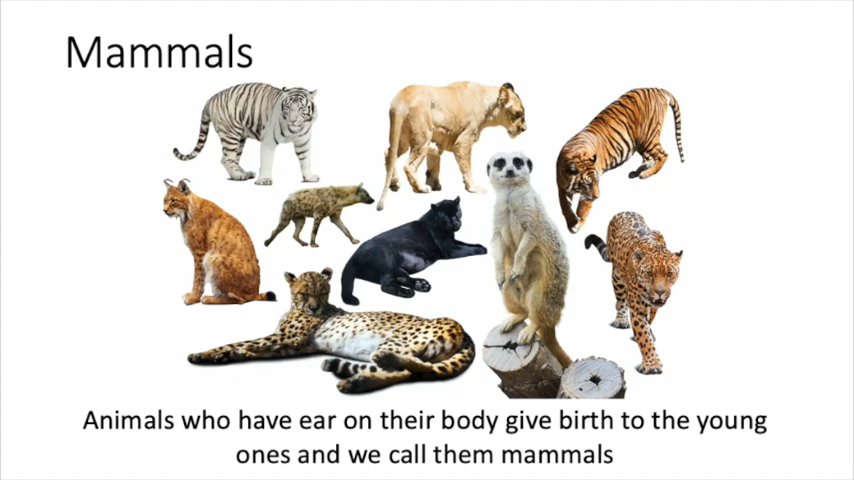 Mammals
Animals who have ear on their body give birth to the young
ones and we call them mammals